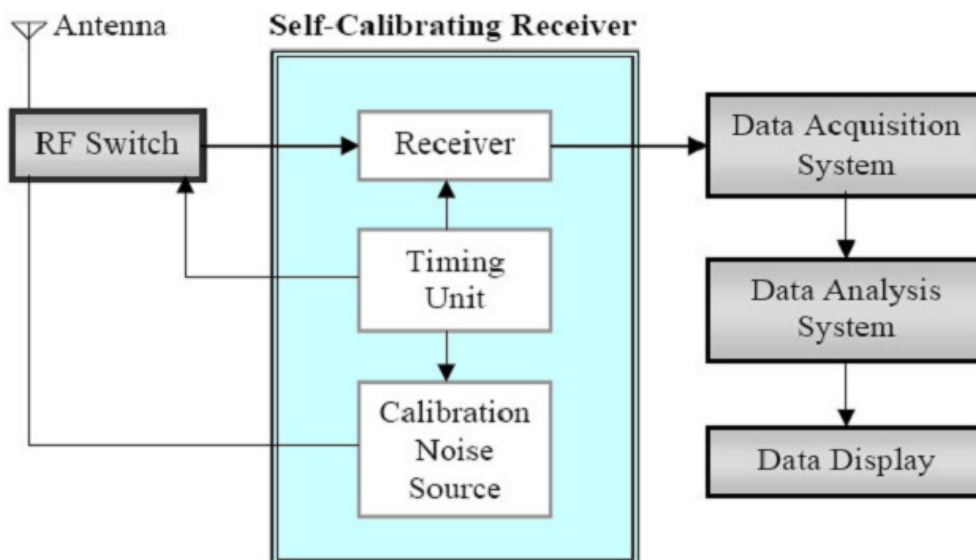 Antenna
Self-Calibrating Receiver
RF Switch
Receiver
Data Acquisition
System
Timing
Unit
Data Analysis
System
Calibration
Noise
Source
Data Display